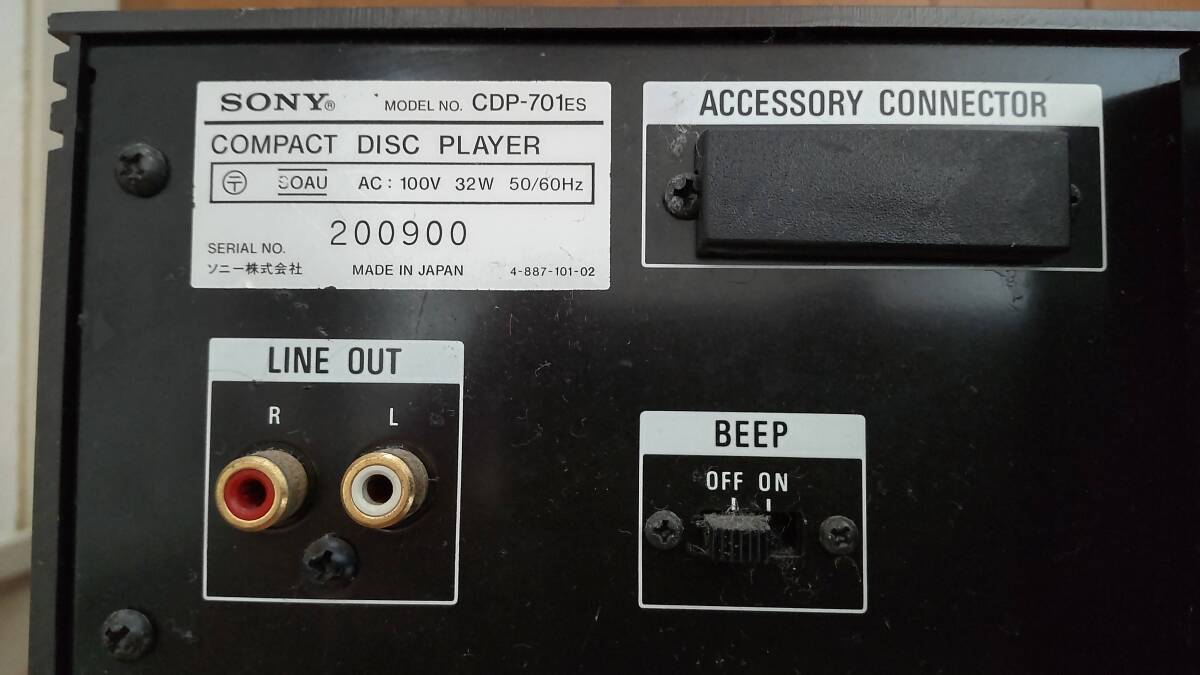 SONY® MODEL NO. CDP-701ES
COMPACT DISC PLAYER
〒 SOAU AC: 100V 32W 50/60Hz
SERIAL NO. 200900
ソニー株式会社 MADE IN JAPAN 4-887-101-02
ACCESSORY CONNECTOR
LINE OUT
R L
BEEP
OFF ON